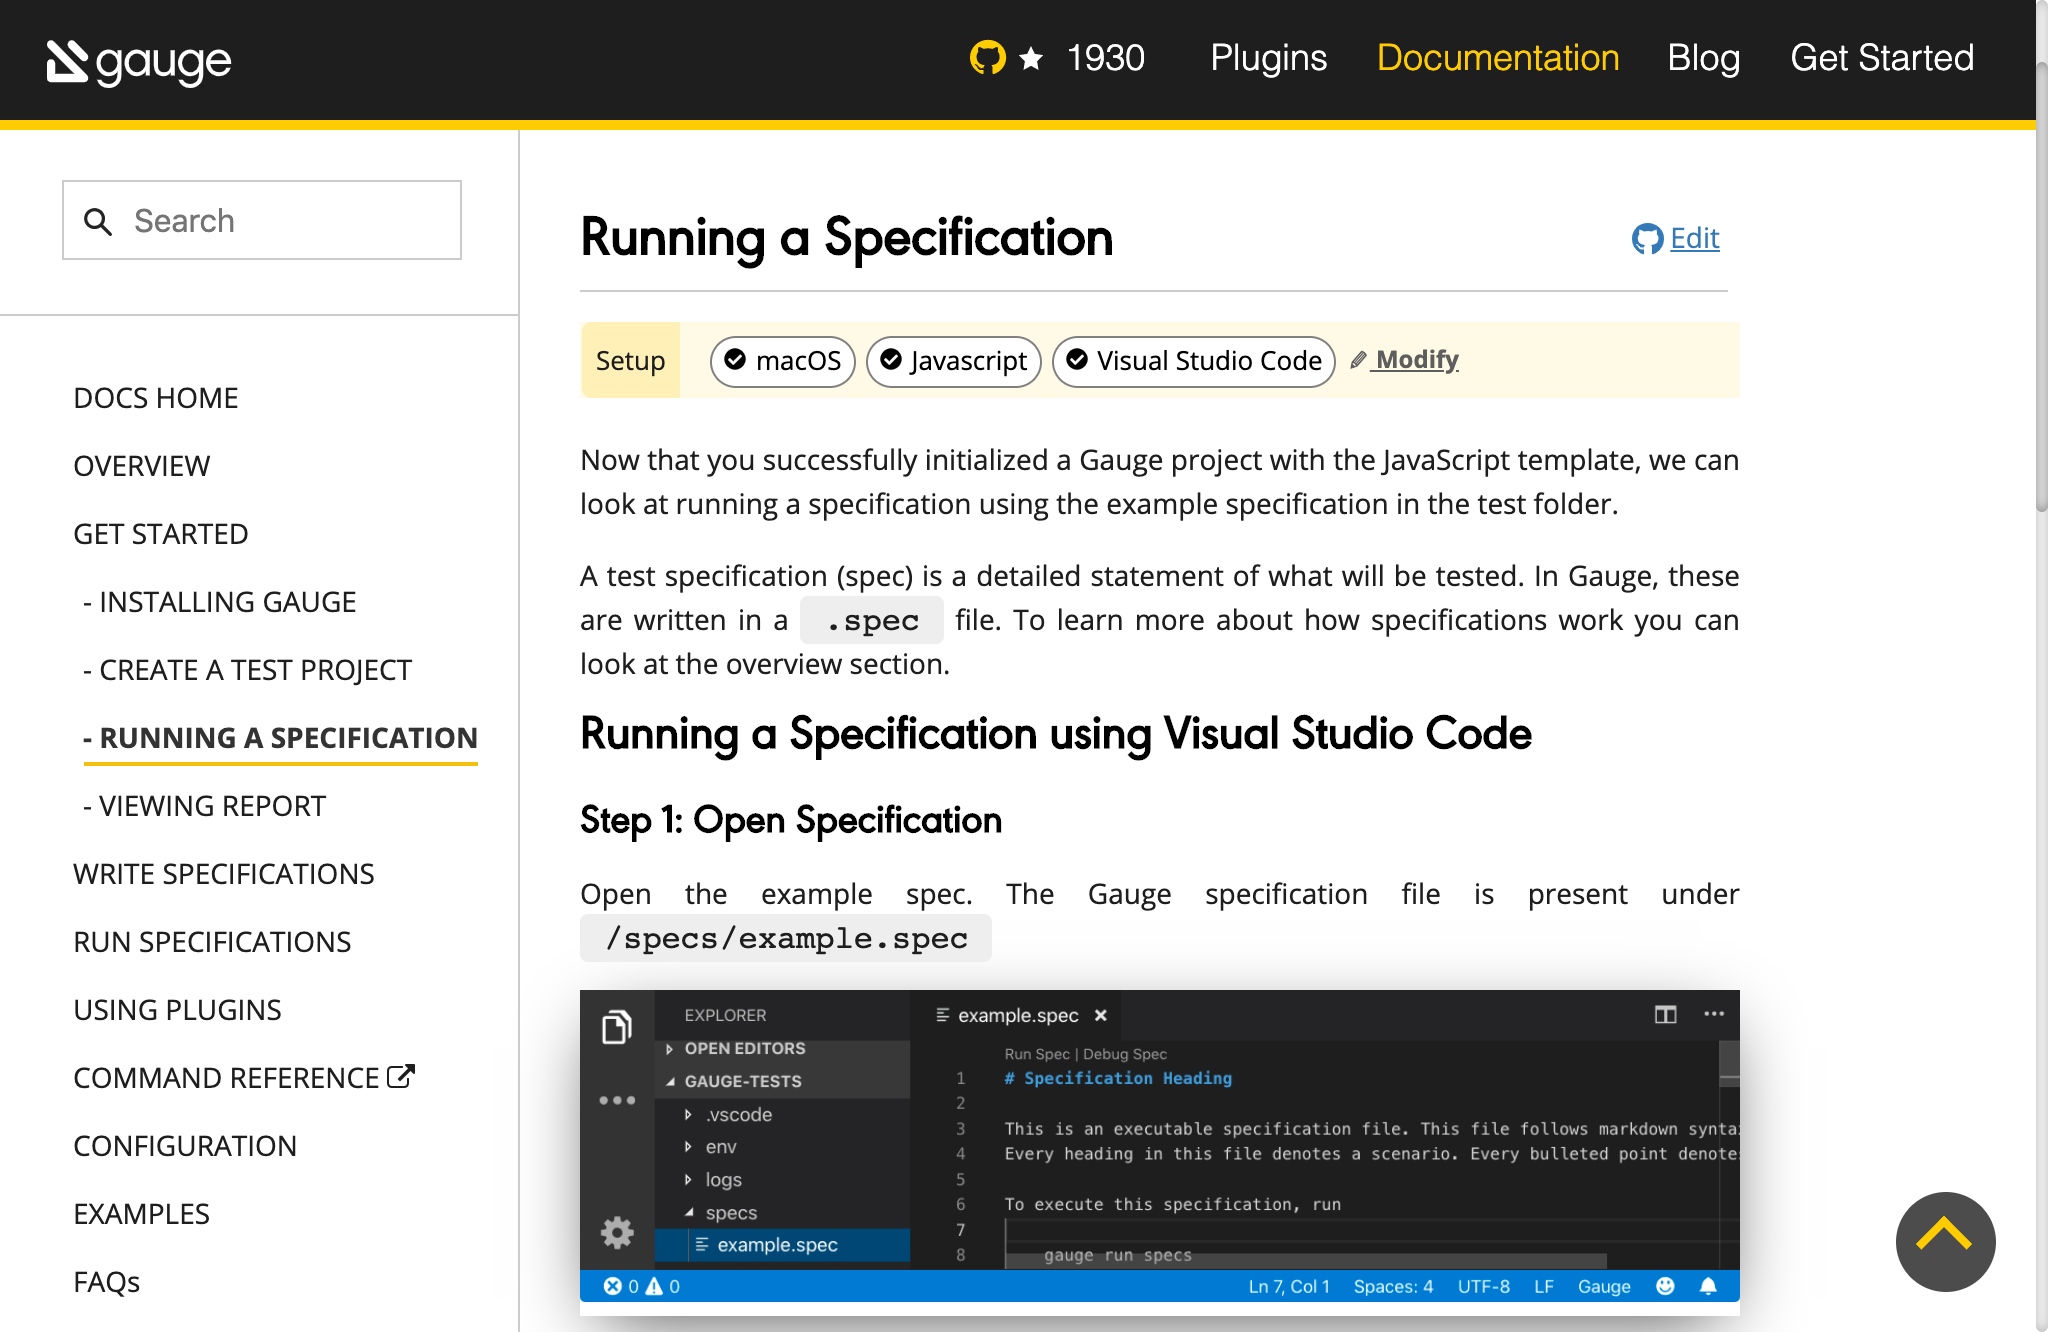 gauge
1930 Plugins Documentation Blog Get Started
Search
DOCS HOME
OVERVIEW
GET STARTED
- INSTALLING GAUGE
- CREATE A TEST PROJECT
- RUNNING A SPECIFICATION
- VIEWING REPORT
WRITE SPECIFICATIONS
RUN SPECIFICATIONS
USING PLUGINS
COMMAND REFERENCE
CONFIGURATION
EXAMPLES
FAQs
Running a Specification
Edit
Setup macOS Javascript Visual Studio Code Modify
Now that you successfully initialized a Gauge project with the JavaScript template, we can
look at running a specification using the example specification in the test folder.
A test specification (spec) is a detailed statement of what will be tested. In Gauge, these
are written in a .spec file. To learn more about how specifications work you can
look at the overview section.
Running a Specification using Visual Studio Code
Step 1: Open Specification
Open the example spec. The Gauge specification file is present under
/specs/example.spec
EXPLORER
OPEN EDITORS
GAUGE-TESTS
.vscode
env
logs
specs
example.spec
example.spec
Run Spec | Debug Spec
1 # Specification Heading
2
3 This is an executable specification file. This file follows markdown synta
4 Every heading in this file denotes a scenario. Every bulleted point denote
5
6 To execute this specification, run
7
8 gauge run specs
0 0 Ln 7, Col 1 Spaces: 4 UTF-8 LF Gauge